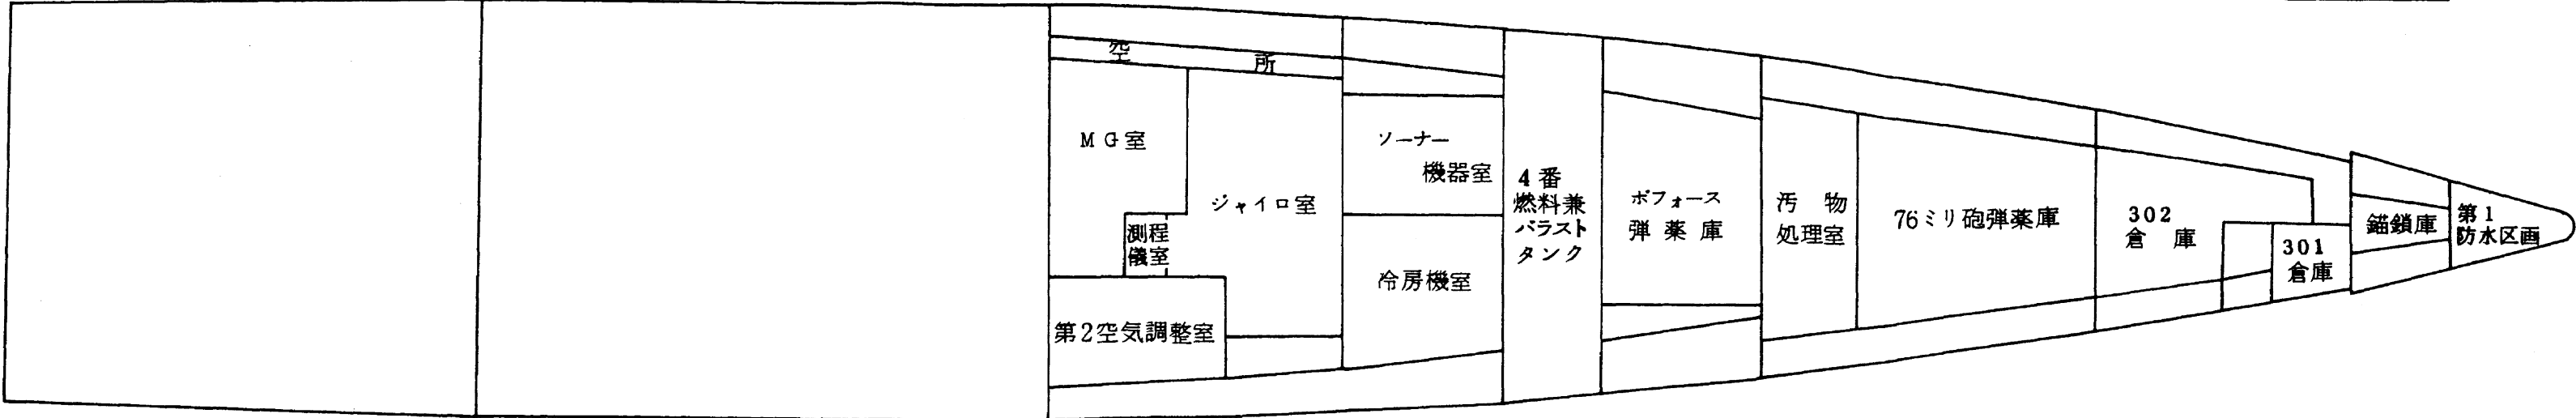 空所
MG室
測程
儀室
第2空気調整室
ジャイロ室
ソーナー
機器室
冷房機室
4番
燃料兼
バラスト
タンク
ボフォース
弾薬庫
汚物
処理室
76ミリ砲弾薬庫
302
倉庫
301
倉庫
錨鎖庫
第1
防水区画